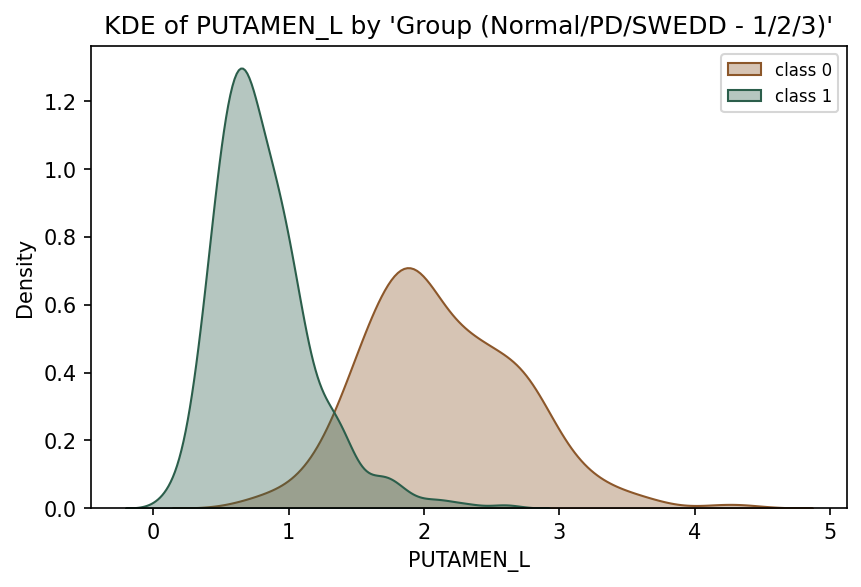 KDE of PUTAMEN_L by 'Group (Normal/PD/SWEDD - 1/2/3)'
class 0
class 1
Density
1.2
1.0
0.8
0.6
0.4
0.2
0.0
0 1 2 3 4 5
PUTAMEN_L